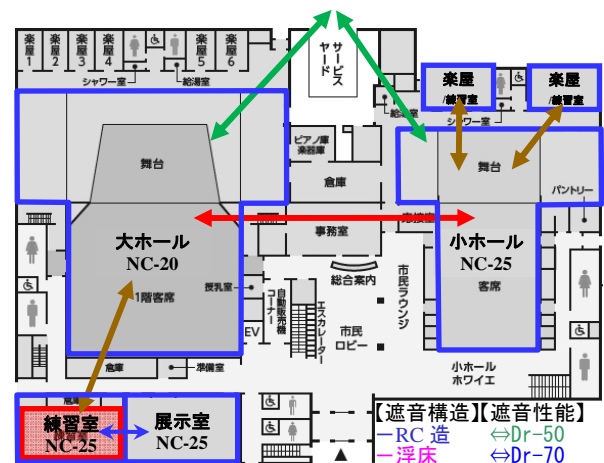 楽屋1
楽屋2
楽屋3
楽屋4
楽屋5
楽屋6
シャワー室
給湯室
サービスヤード
楽屋
/練習室
楽屋
/練習室
シャワー室
ピアノ庫
楽器庫
倉庫
舞台
舞台
パントリー
応接室
事務室
大ホール
NC-20
小ホール
NC-25
1階客席
客席
授乳室
総合案内
自動販売機コーナー
エスカレーター
EV
市民ラウンジ
市民
ロビー
倉庫
準備室
小ホール
ホワイエ
倉庫
練習室
NC-25
展示室
NC-25
【遮音構造】【遮音性能】
ーRC 造 ⇔Dr-50
ー浮床 ⇔Dr-70